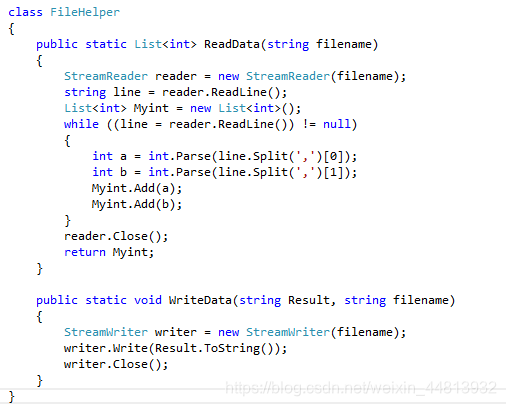 class FileHelper
{
    public static List<int> ReadData(string filename)
    {
        StreamReader reader = new StreamReader(filename);
        string line = reader.ReadLine();
        List<int> Myint = new List<int>();
        while ((line = reader.ReadLine()) != null)
        {
            int a = int.Parse(line.Split(',')[0]);
            int b = int.Parse(line.Split(',')[1]);
            Myint.Add(a);
            Myint.Add(b);
        }
        reader.Close();
        return Myint;
    }

    public static void WriteData(string Result, string filename)
    {
        StreamWriter writer = new StreamWriter(filename);
        writer.Write(Result.ToString());
        writer.Close();
    }
}
https://blog.csdn.net/weixin_44813932